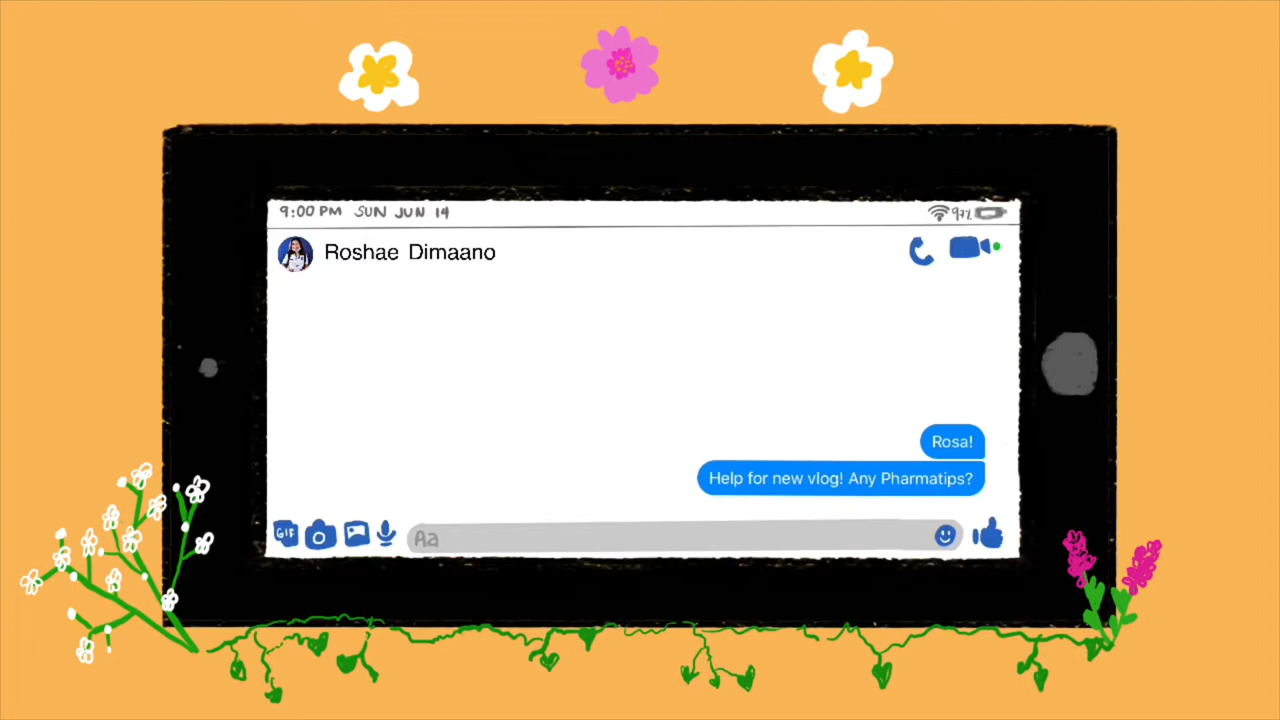 9:00 PM SUN JUN 14
97%
Roshae Dimaano
Rosa!
Help for new vlog! Any Pharmatips?
GIF
Aa